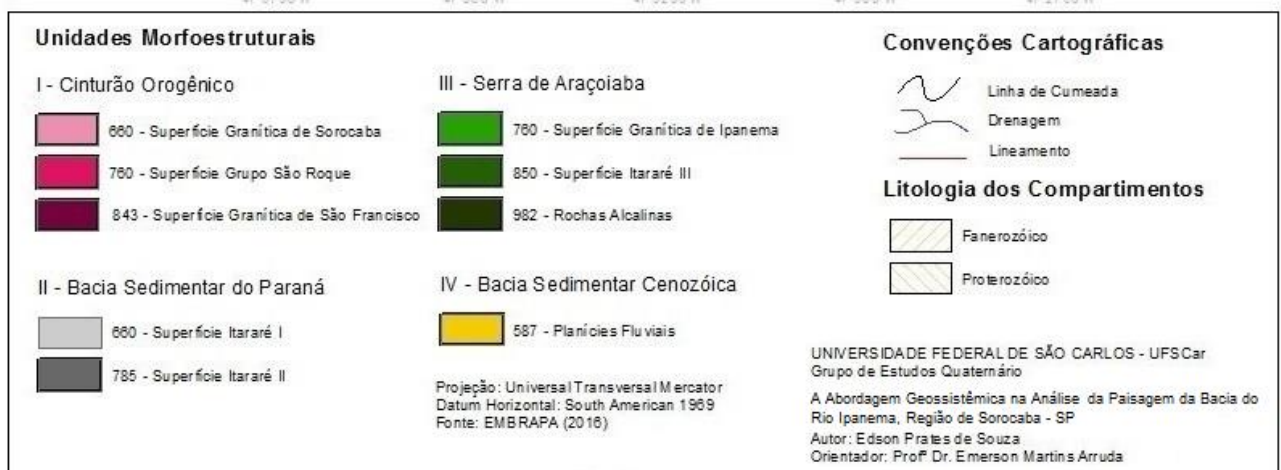 Unidades Morfoestruturais
I - Cinturão Orogênico
660 - Superfície Granítica de Sorocaba
760 - Superfície Grupo São Roque
843 - Superfície Granítica de São Francisco
II - Bacia Sedimentar do Paraná
660 - Superfície Itararé I
785 - Superfície Itararé II
III - Serra de Araçoiaba
760 - Superfície Granítica de Ipanema
850 - Superfície Itararé III
982 - Rochas Alcalinas
IV - Bacia Sedimentar Cenozóica
587 - Planícies Fluviais
Projeção: Universal Transversal Mercator
Datum Horizontal: South American 1969
Fonte: EMBRAPA (2016)
Convenções Cartográficas
Linha de Cumeada
Drenagem
Lineamento
Litologia dos Compartimentos
Fanerozóico
Proterozóico
UNIVERSIDADE FEDERAL DE SÃO CARLOS - UFSCar
Grupo de Estudos Quaternário
A Abordagem Geossistêmica na Análise da Paisagem da Bacia do
Rio Ipanema, Região de Sorocaba - SP
Autor: Edson Prates de Souza
Orientador: Profº Dr. Emerson Martins Arruda